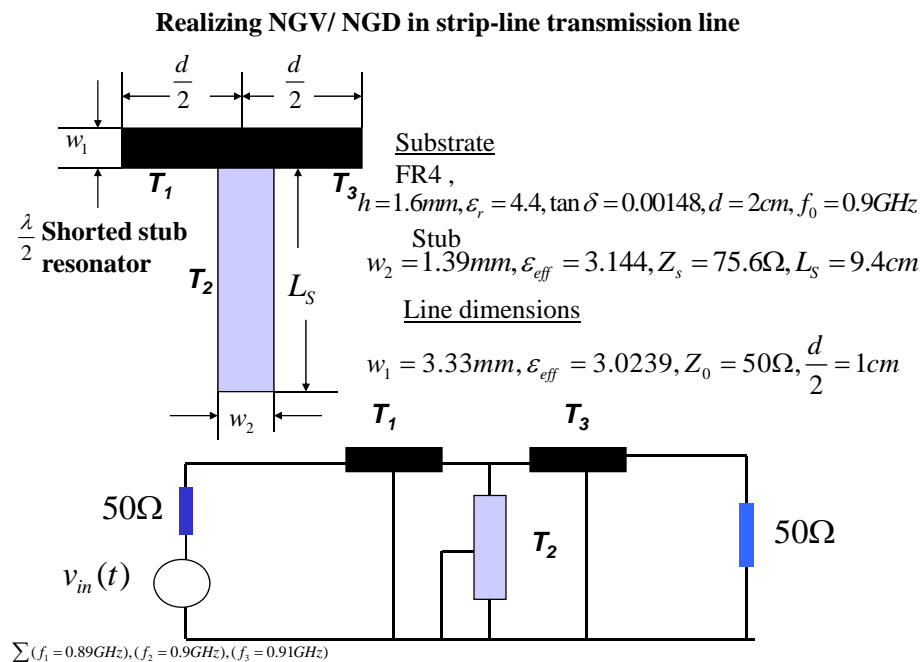 Realizing NGV/ NGD in strip-line transmission line
d/2 d/2
w₁
T₁ T₃
λ/2 Shorted stub
resonator
T₂
L_S
w₂
Substrate
FR4 ,
h = 1.6mm, ε_r = 4.4, tan δ = 0.00148, d = 2cm, f₀ = 0.9GHz
Stub
w₂ = 1.39mm, ε_eff = 3.144, Z_s = 75.6Ω, L_S = 9.4cm
Line dimensions
w₁ = 3.33mm, ε_eff = 3.0239, Z₀ = 50Ω, d/2 = 1cm
T₁ T₃
50Ω
T₂
50Ω
v_in(t)
∑(f₁ = 0.89GHz), (f₂ = 0.9GHz), (f₃ = 0.91GHz)